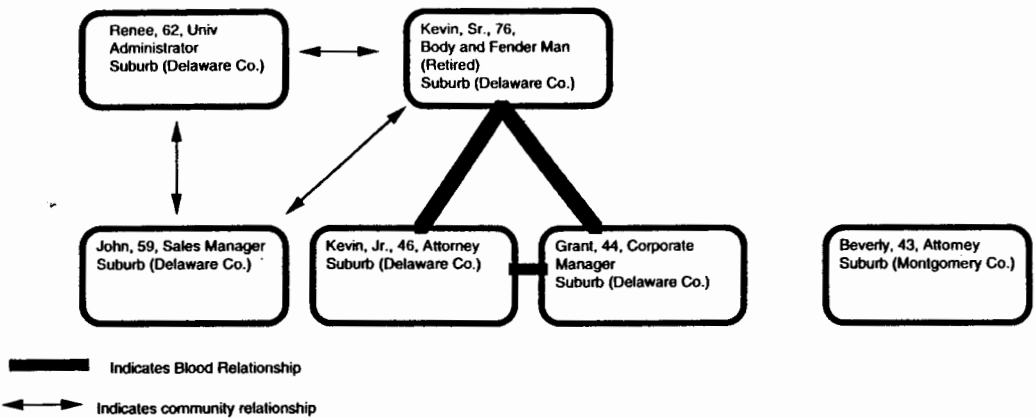 Renee, 62, Univ
Administrator
Suburb (Delaware Co.)
Kevin, Sr., 76,
Body and Fender Man
(Retired)
Suburb (Delaware Co.)
John, 59, Sales Manager
Suburb (Delaware Co.)
Kevin, Jr., 46, Attorney
Suburb (Delaware Co.)
Grant, 44, Corporate
Manager
Suburb (Delaware Co.)
Beverly, 43, Attorney
Suburb (Montgomery Co.)
Indicates Blood Relationship
Indicates community relationship